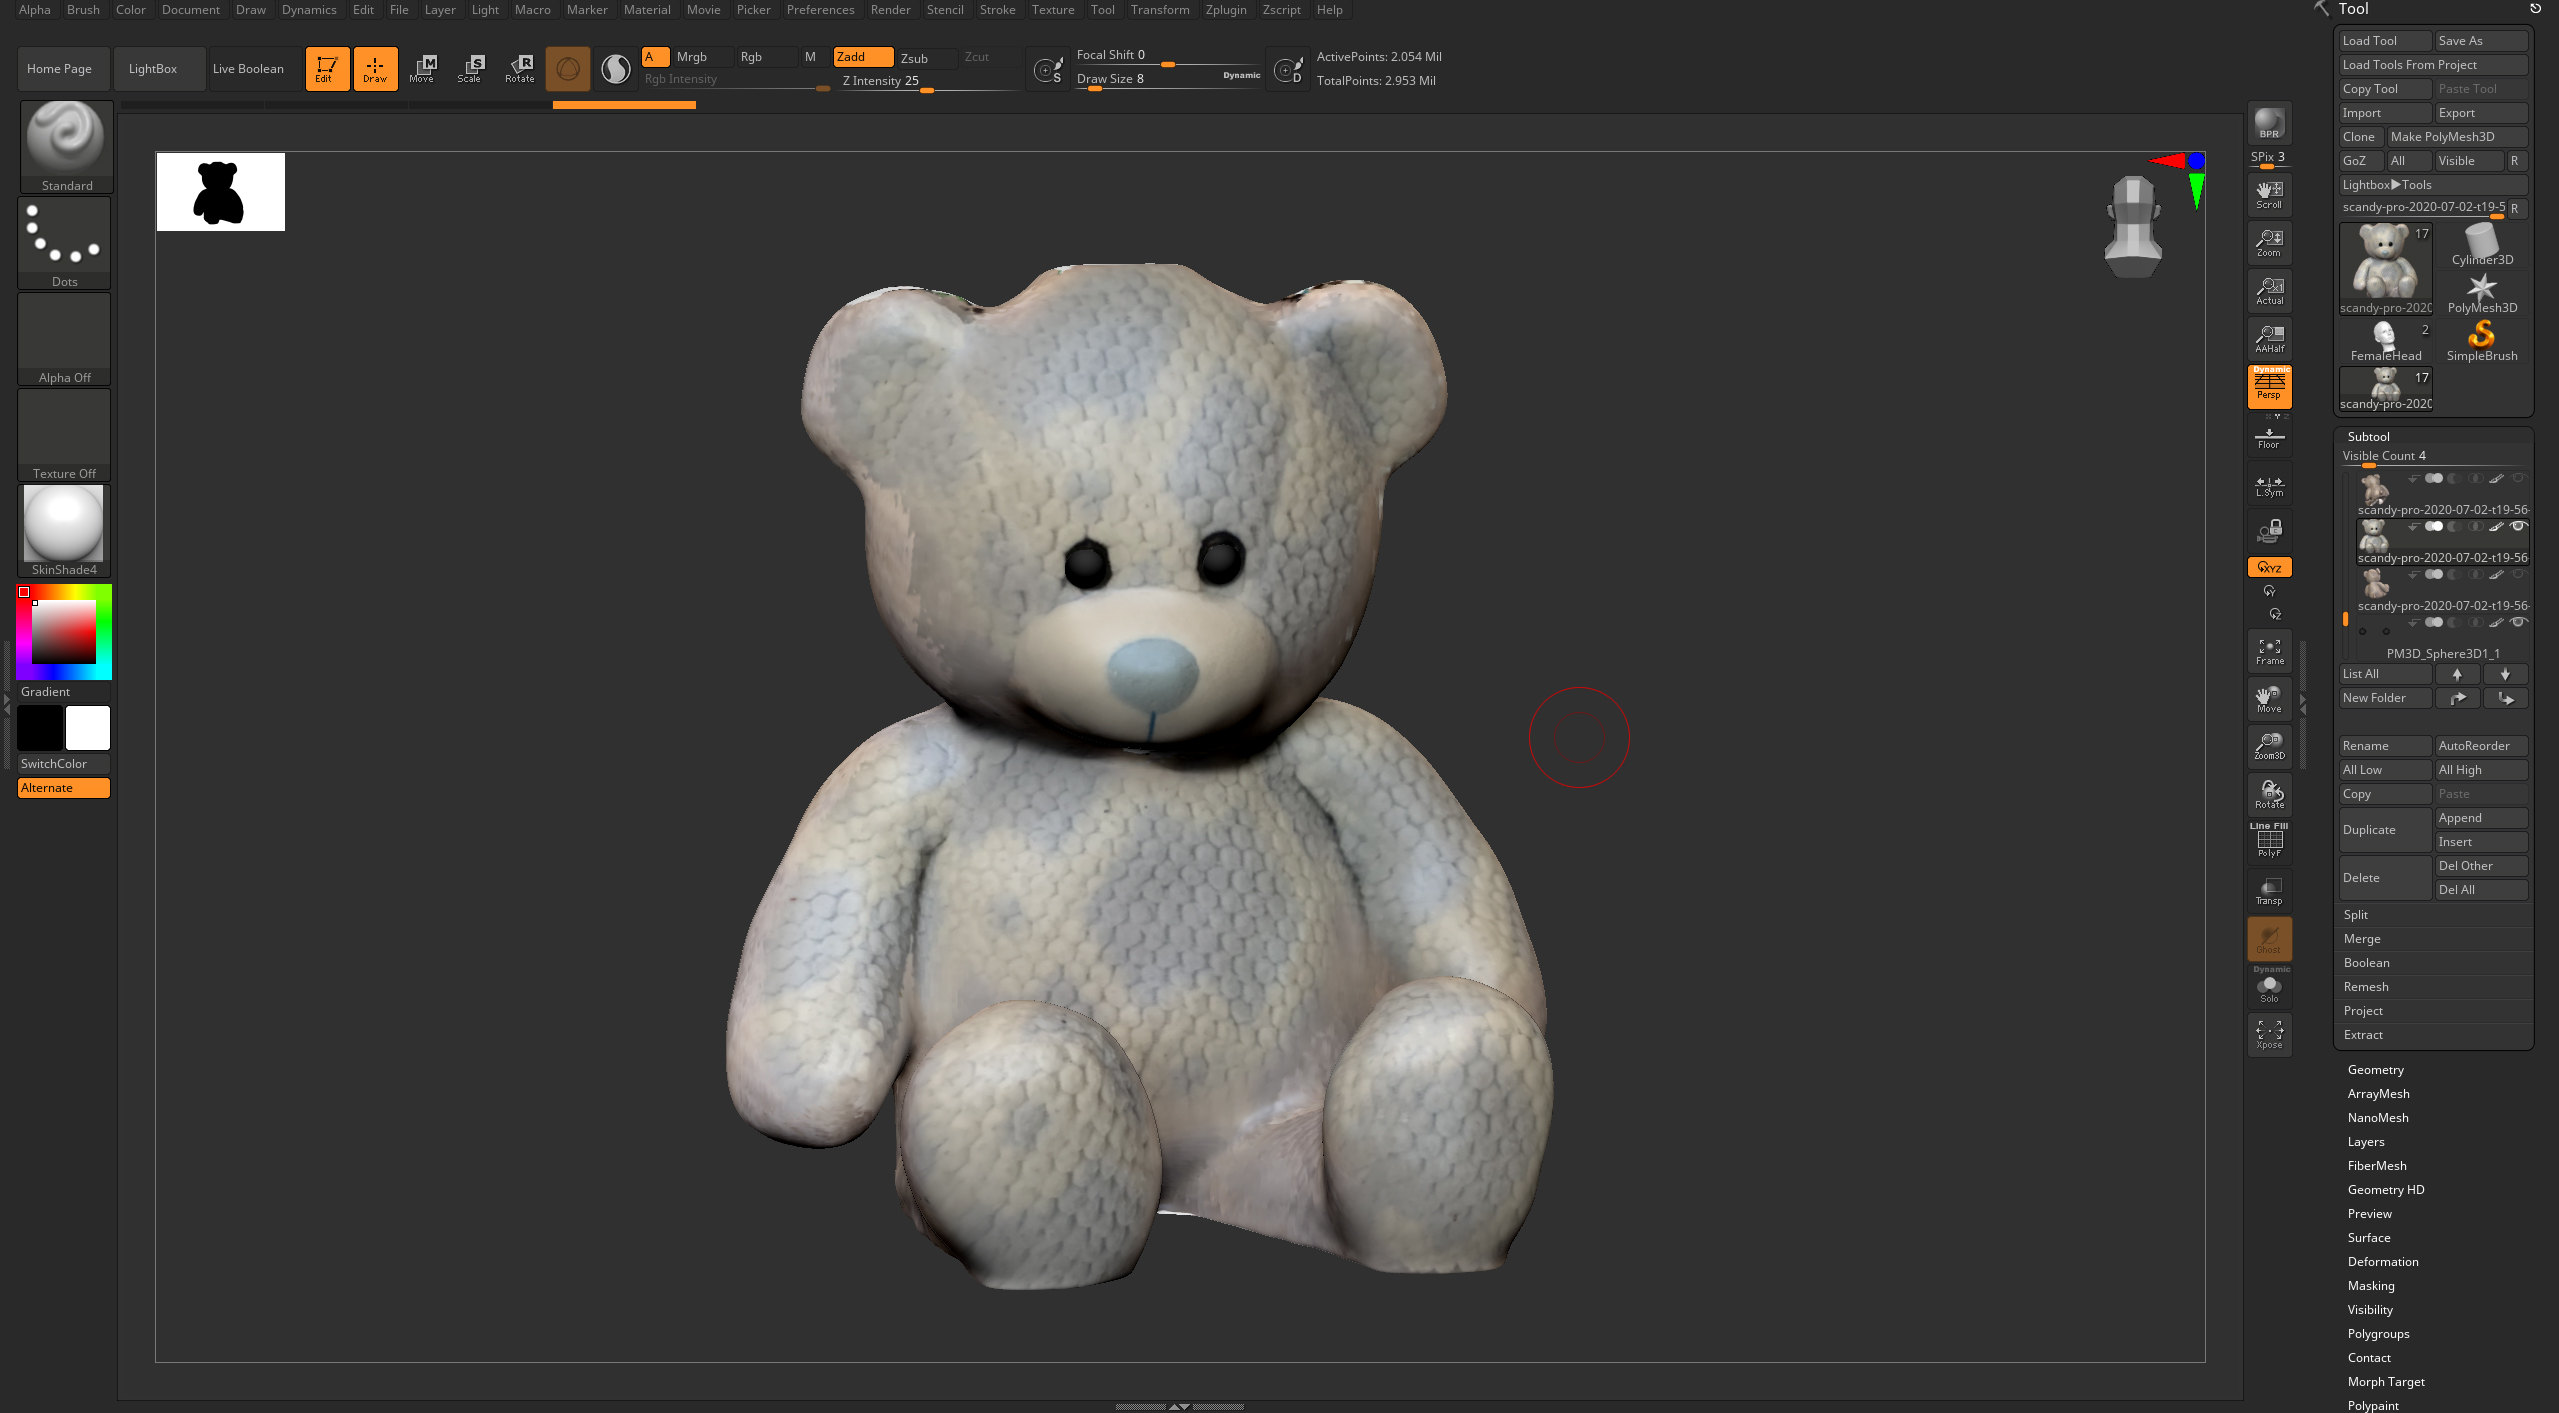 Alpha Brush Color Document Draw Dynamics Edit File Layer Light Macro Marker Material Movie Picker Preferences Render Stencil Stroke Texture Tool Transform Zplugin Zscript Help
Home Page LightBox Live Boolean Edit Draw Move Scale Rotate
M S R
A Mrgb Rgb M Zadd Zsub Zcut
Rgb Intensity Z Intensity 25
S Focal Shift 0
Draw Size 8 Dynamic
D ActivePoints: 2.054 Mil
TotalPoints: 2.953 Mil
Standard
Dots
Alpha Off
Texture Off
SkinShade4
Gradient
SwitchColor
Alternate
BPR
SPix 3
Scroll
Zoom
Actual
AAHalf
Dynamic
Persp
Floor
L.Sym
XYZ
Y
Z
Frame
Move
Zoom3D
Rotate
Line Fill
PolyF
Transp
Ghost
Dynamic
Solo
Xpose
Tool
Load Tool Save As
Load Tools From Project
Copy Tool Paste Tool
Import Export
Clone Make PolyMesh3D
GoZ All Visible R
Lightbox▶Tools
scandy-pro-2020-07-02-t19-5 R
17
scandy-pro-2020
Cylinder3D
PolyMesh3D
2
FemaleHead SimpleBrush
17
scandy-pro-2020
Subtool
Visible Count 4
scandy-pro-2020-07-02-t19-56-
scandy-pro-2020-07-02-t19-56-
scandy-pro-2020-07-02-t19-56-
PM3D_Sphere3D1_1
List All
New Folder
Rename AutoReorder
All Low All High
Copy Paste
Duplicate Append
Insert
Delete Del Other
Del All
Split
Merge
Boolean
Remesh
Project
Extract
Geometry
ArrayMesh
NanoMesh
Layers
FiberMesh
Geometry HD
Preview
Surface
Deformation
Masking
Visibility
Polygroups
Contact
Morph Target
Polypaint